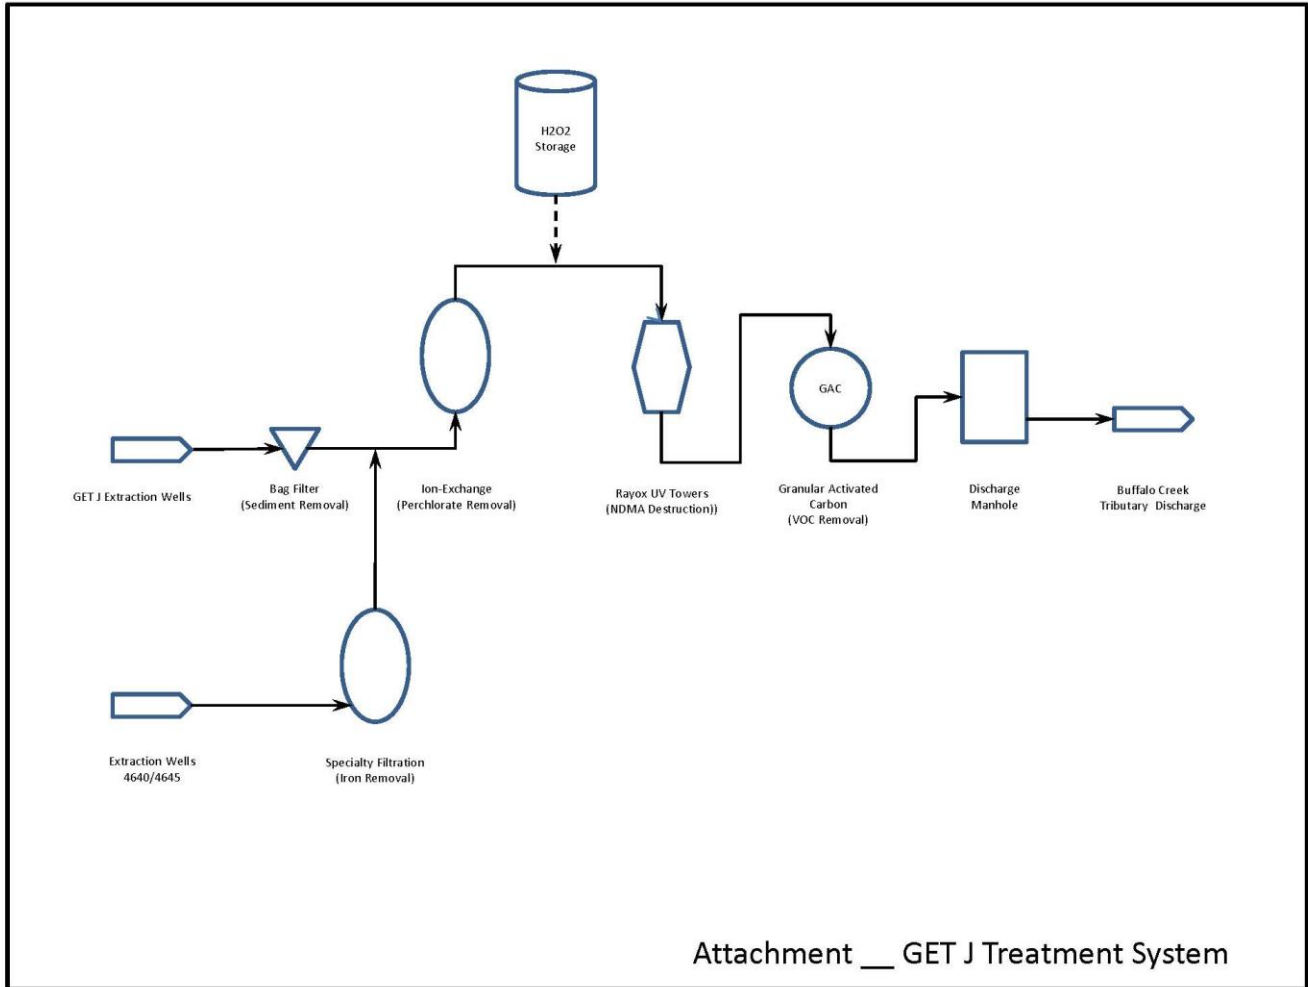 H2O2
Storage
GAC
GET J Extraction Wells
Bag Filter
(Sediment Removal)
Ion-Exchange
(Perchlorate Removal)
Rayox UV Towers
(NDMA Destruction))
Granular Activated
Carbon
(VOC Removal)
Discharge
Manhole
Buffalo Creek
Tributary Discharge
Extraction Wells
4640/4645
Specialty Filtration
(Iron Removal)
Attachment __ GET J Treatment System